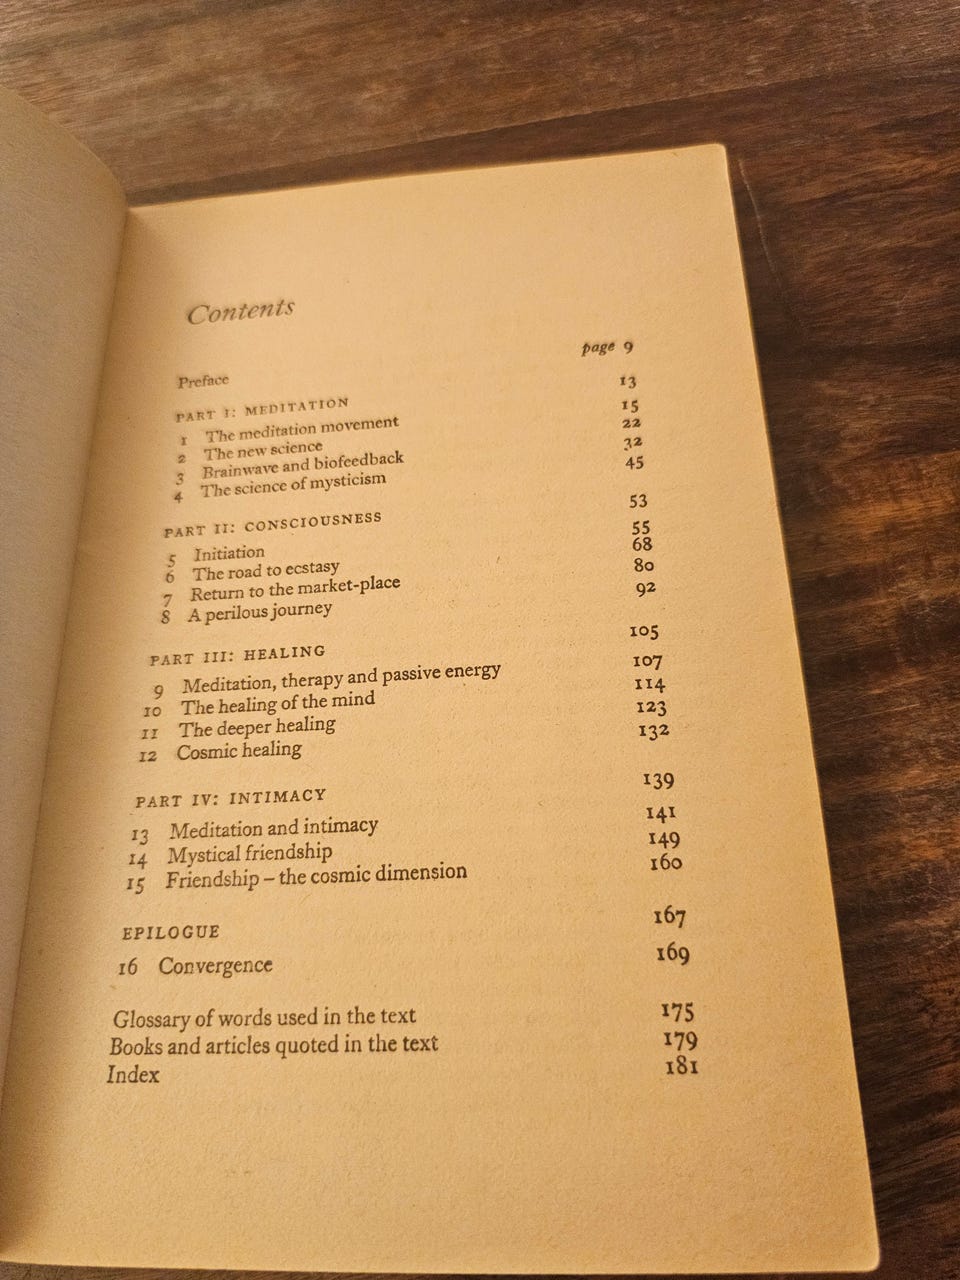 Contents
Preface page 9
PART I: MEDITATION 13
1 The meditation movement 15
2 The new science 22
3 Brainwave and biofeedback 32
4 The science of mysticism 45
PART II: CONSCIOUSNESS 53
5 Initiation 55
6 The road to ecstasy 68
7 Return to the market-place 80
8 A perilous journey 92
PART III: HEALING 105
9 Meditation, therapy and passive energy 107
10 The healing of the mind 114
11 The deeper healing 123
12 Cosmic healing 132
PART IV: INTIMACY 139
13 Meditation and intimacy 141
14 Mystical friendship 149
15 Friendship – the cosmic dimension 160
EPILOGUE 167
16 Convergence 169
Glossary of words used in the text 175
Books and articles quoted in the text 179
Index 181